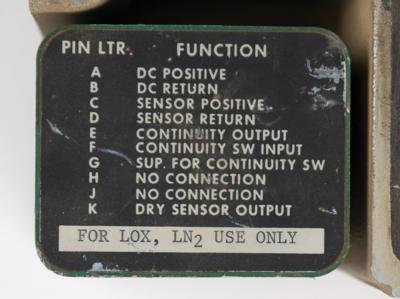 PIN LTR. FUNCTION
A DC POSITIVE
B DC RETURN
C SENSOR POSITIVE
D SENSOR RETURN
E CONTINUITY OUTPUT
F CONTINUITY SW INPUT
G SUP. FOR CONTINUITY SW
H NO CONNECTION
J NO CONNECTION
K DRY SENSOR OUTPUT
FOR LOX, LN₂ USE ONLY